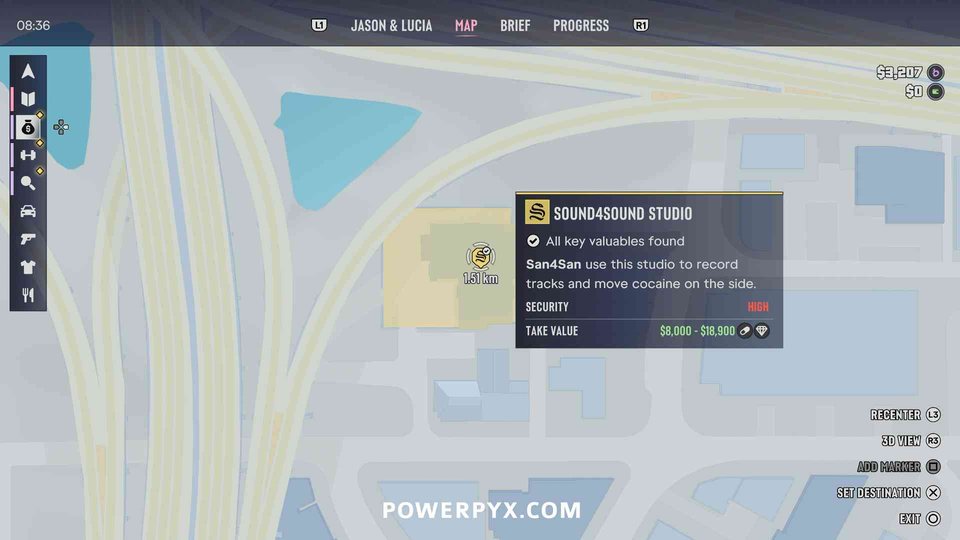 08:36
L1 JASON & LUCIA MAP BRIEF PROGRESS R1
$3,207
$0
SOUND4SOUND STUDIO
All key valuables found
San4San use this studio to record
tracks and move cocaine on the side.
SECURITY HIGH
TAKE VALUE $8,000 - $18,900
1.51 km
RECENTER L3
3D VIEW R3
ADD MARKER
SET DESTINATION
EXIT
POWERPYX.COM